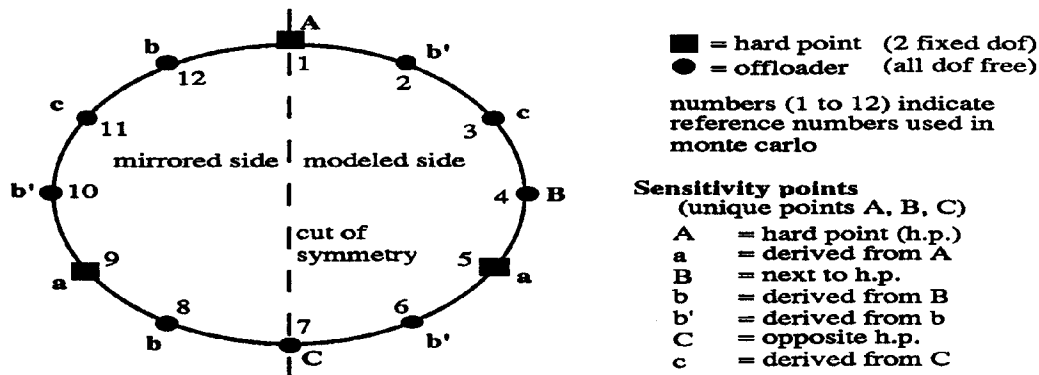 A
b
b'
1
12
2
c
c
11
3
mirrored side
modeled side
b'
10
4
B
cut of
symmetry
9
5
a
a
8
7
6
b
C
b'
= hard point (2 fixed dof)
= offloader (all dof free)
numbers (1 to 12) indicate
reference numbers used in
monte carlo
Sensitivity points
(unique points A, B, C)
A = hard point (h.p.)
a = derived from A
B = next to h.p.
b = derived from B
b' = derived from b
C = opposite h.p.
c = derived from C